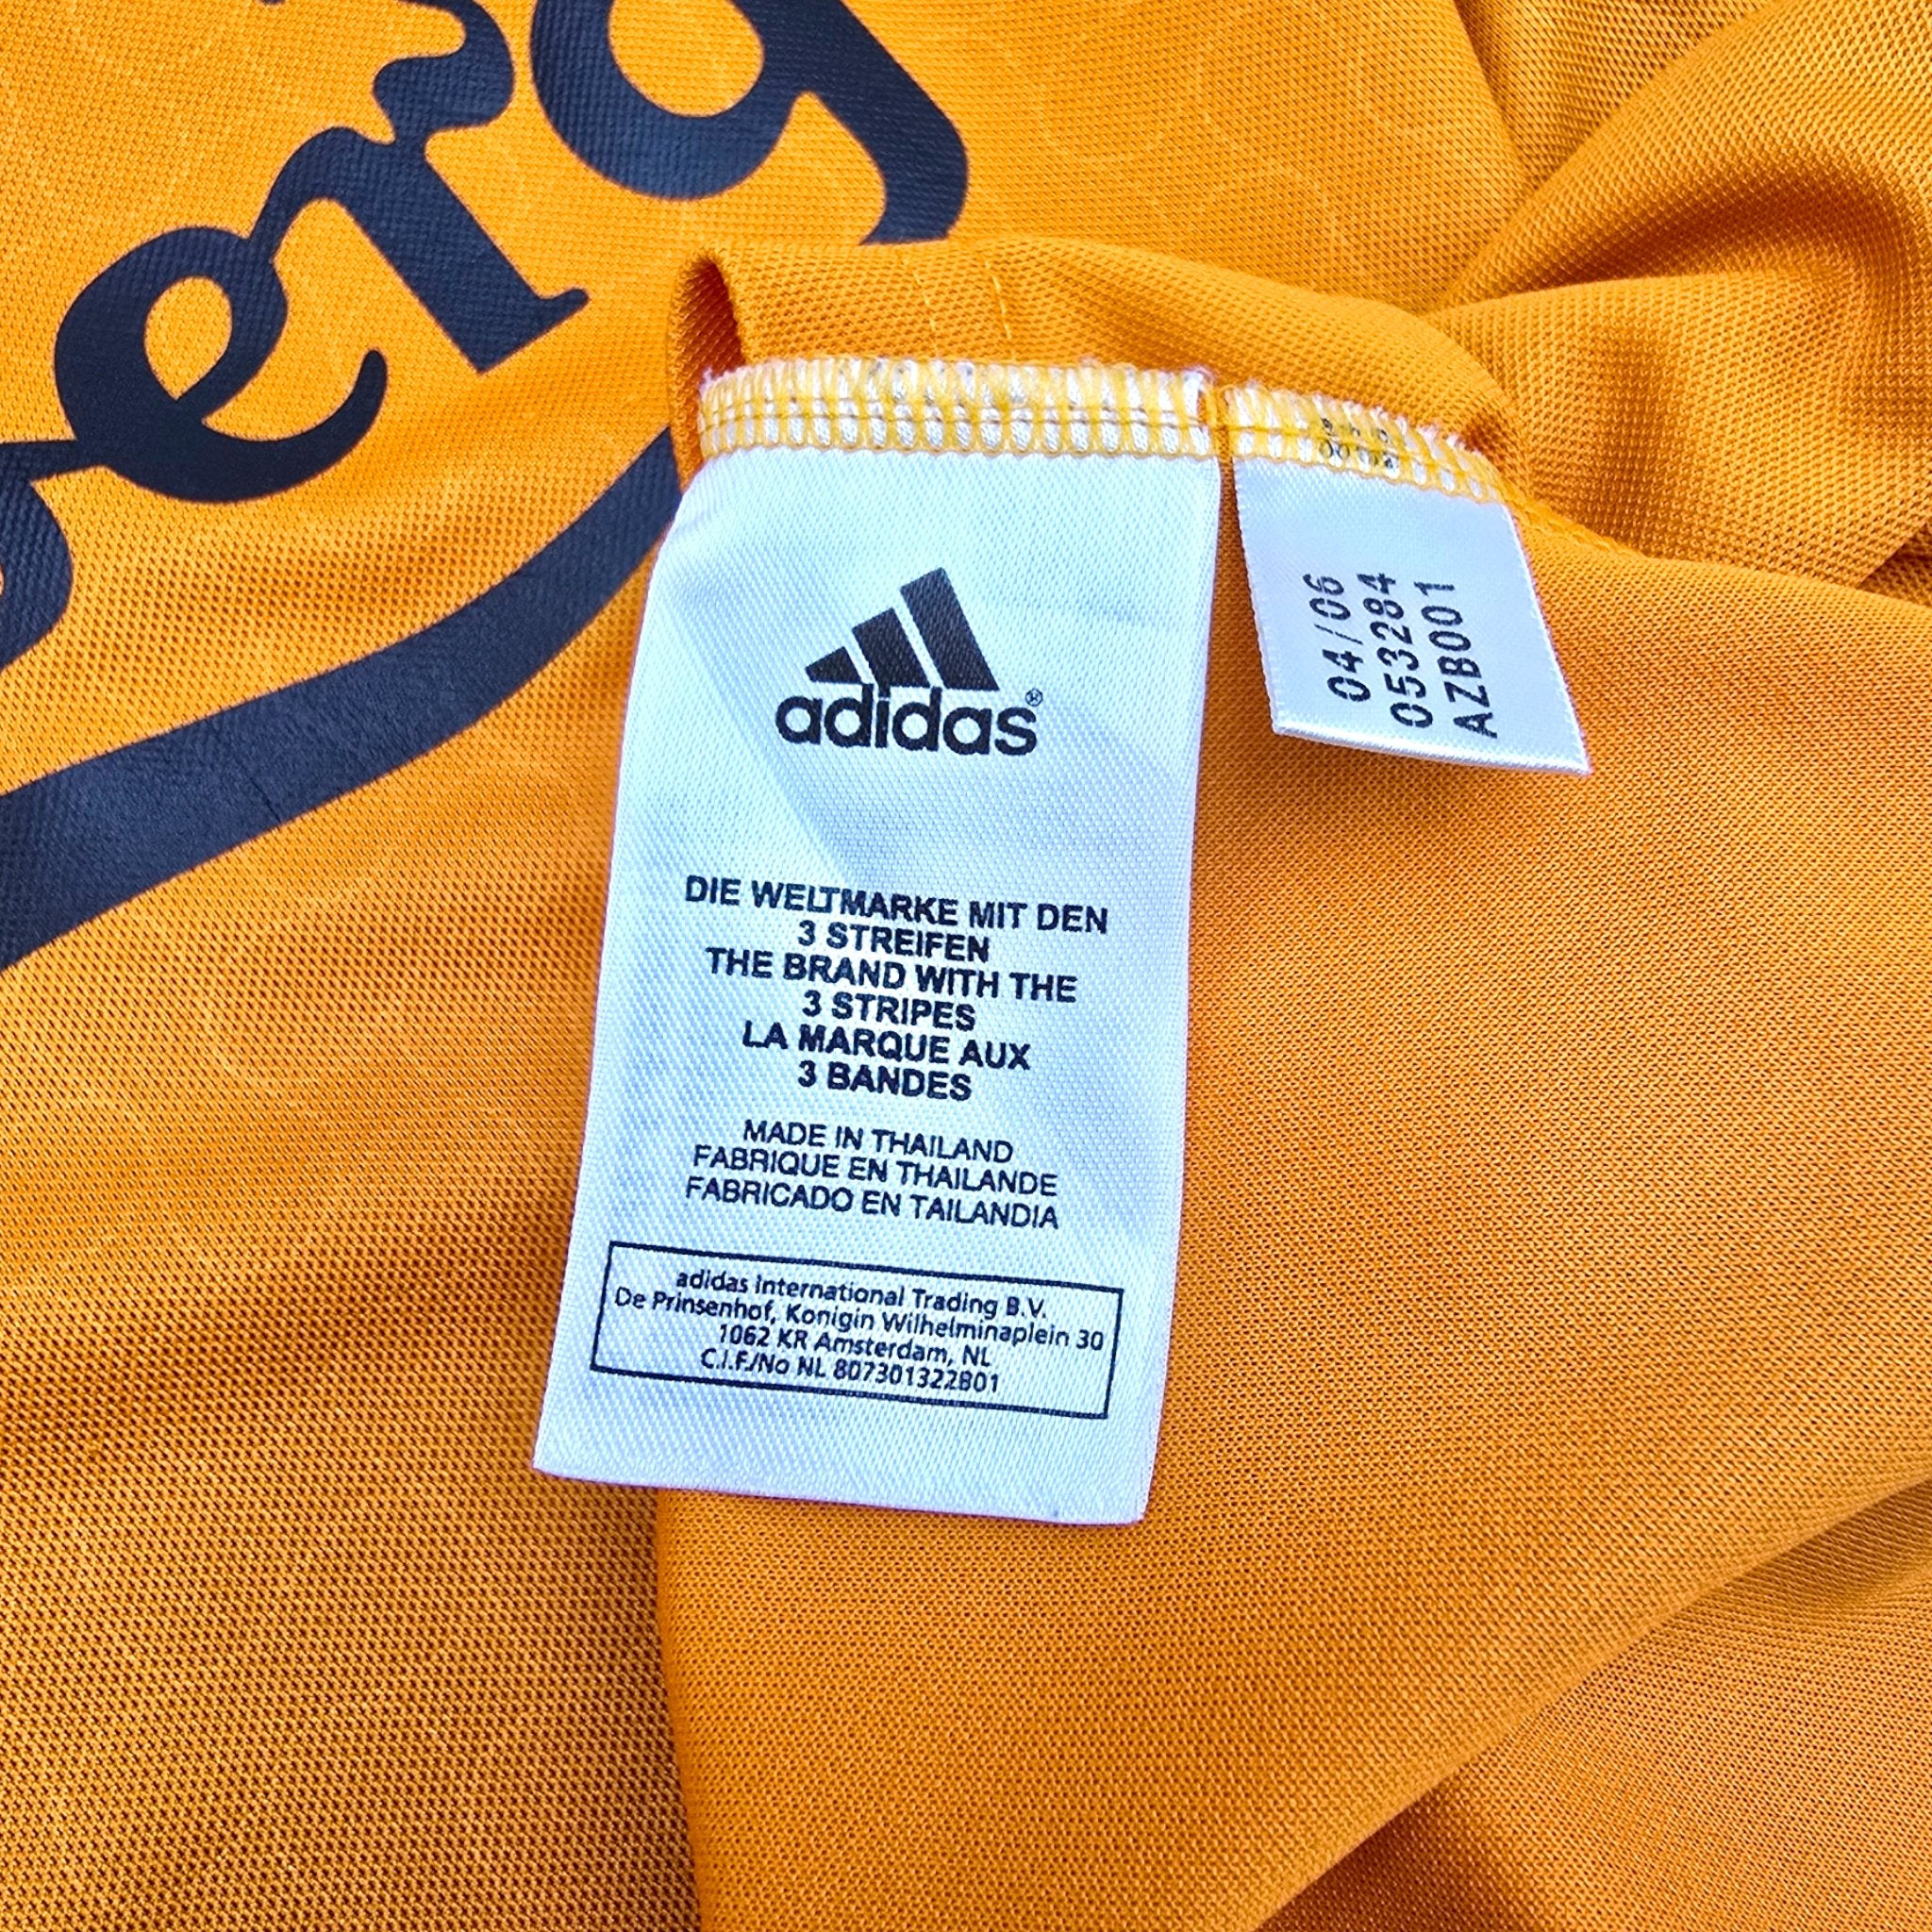 erg
adidas®
DIE WELTMARKE MIT DEN
3 STREIFEN
THE BRAND WITH THE
3 STRIPES
LA MARQUE AUX
3 BANDES
MADE IN THAILAND
FABRIQUE EN THAILANDE
FABRICADO EN TAILANDIA
adidas International Trading B.V.
De Prinsenhof, Konigin Wilhelminaplein 30
1062 KR Amsterdam, NL
C.I.F./No NL 807301322B01
04/06
053284
AZB001